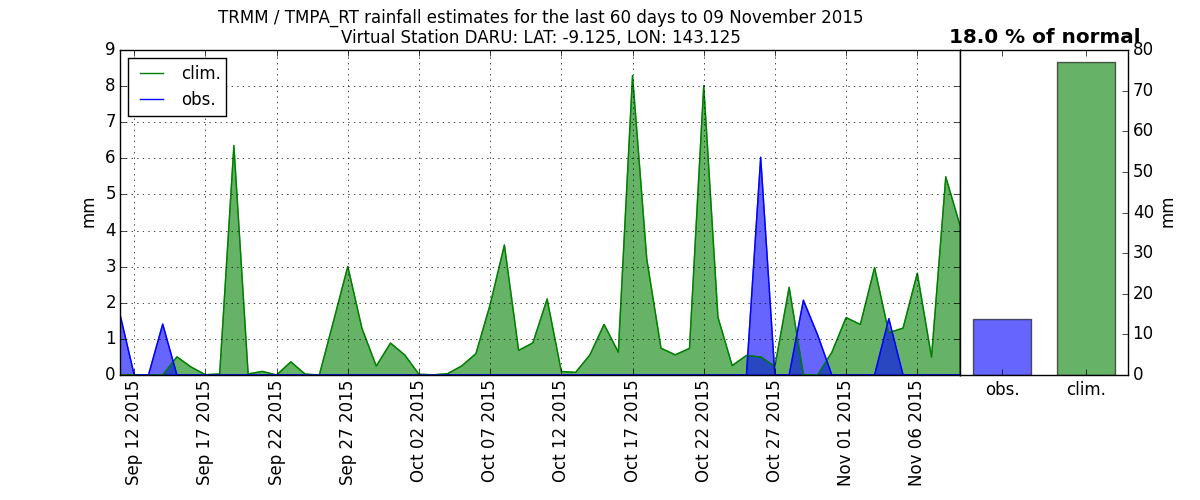 TRMM / TMPA_RT rainfall estimates for the last 60 days to 09 November 2015
Virtual Station DARU: LAT: -9.125, LON: 143.125
18.0 % of normal
9
8
7
6
5
4
3
2
1
0
mm
clim.
obs.
Sep 12 2015
Sep 17 2015
Sep 22 2015
Sep 27 2015
Oct 02 2015
Oct 07 2015
Oct 12 2015
Oct 17 2015
Oct 22 2015
Oct 27 2015
Nov 01 2015
Nov 06 2015
80
70
60
50
40
30
20
10
0
mm
obs.
clim.